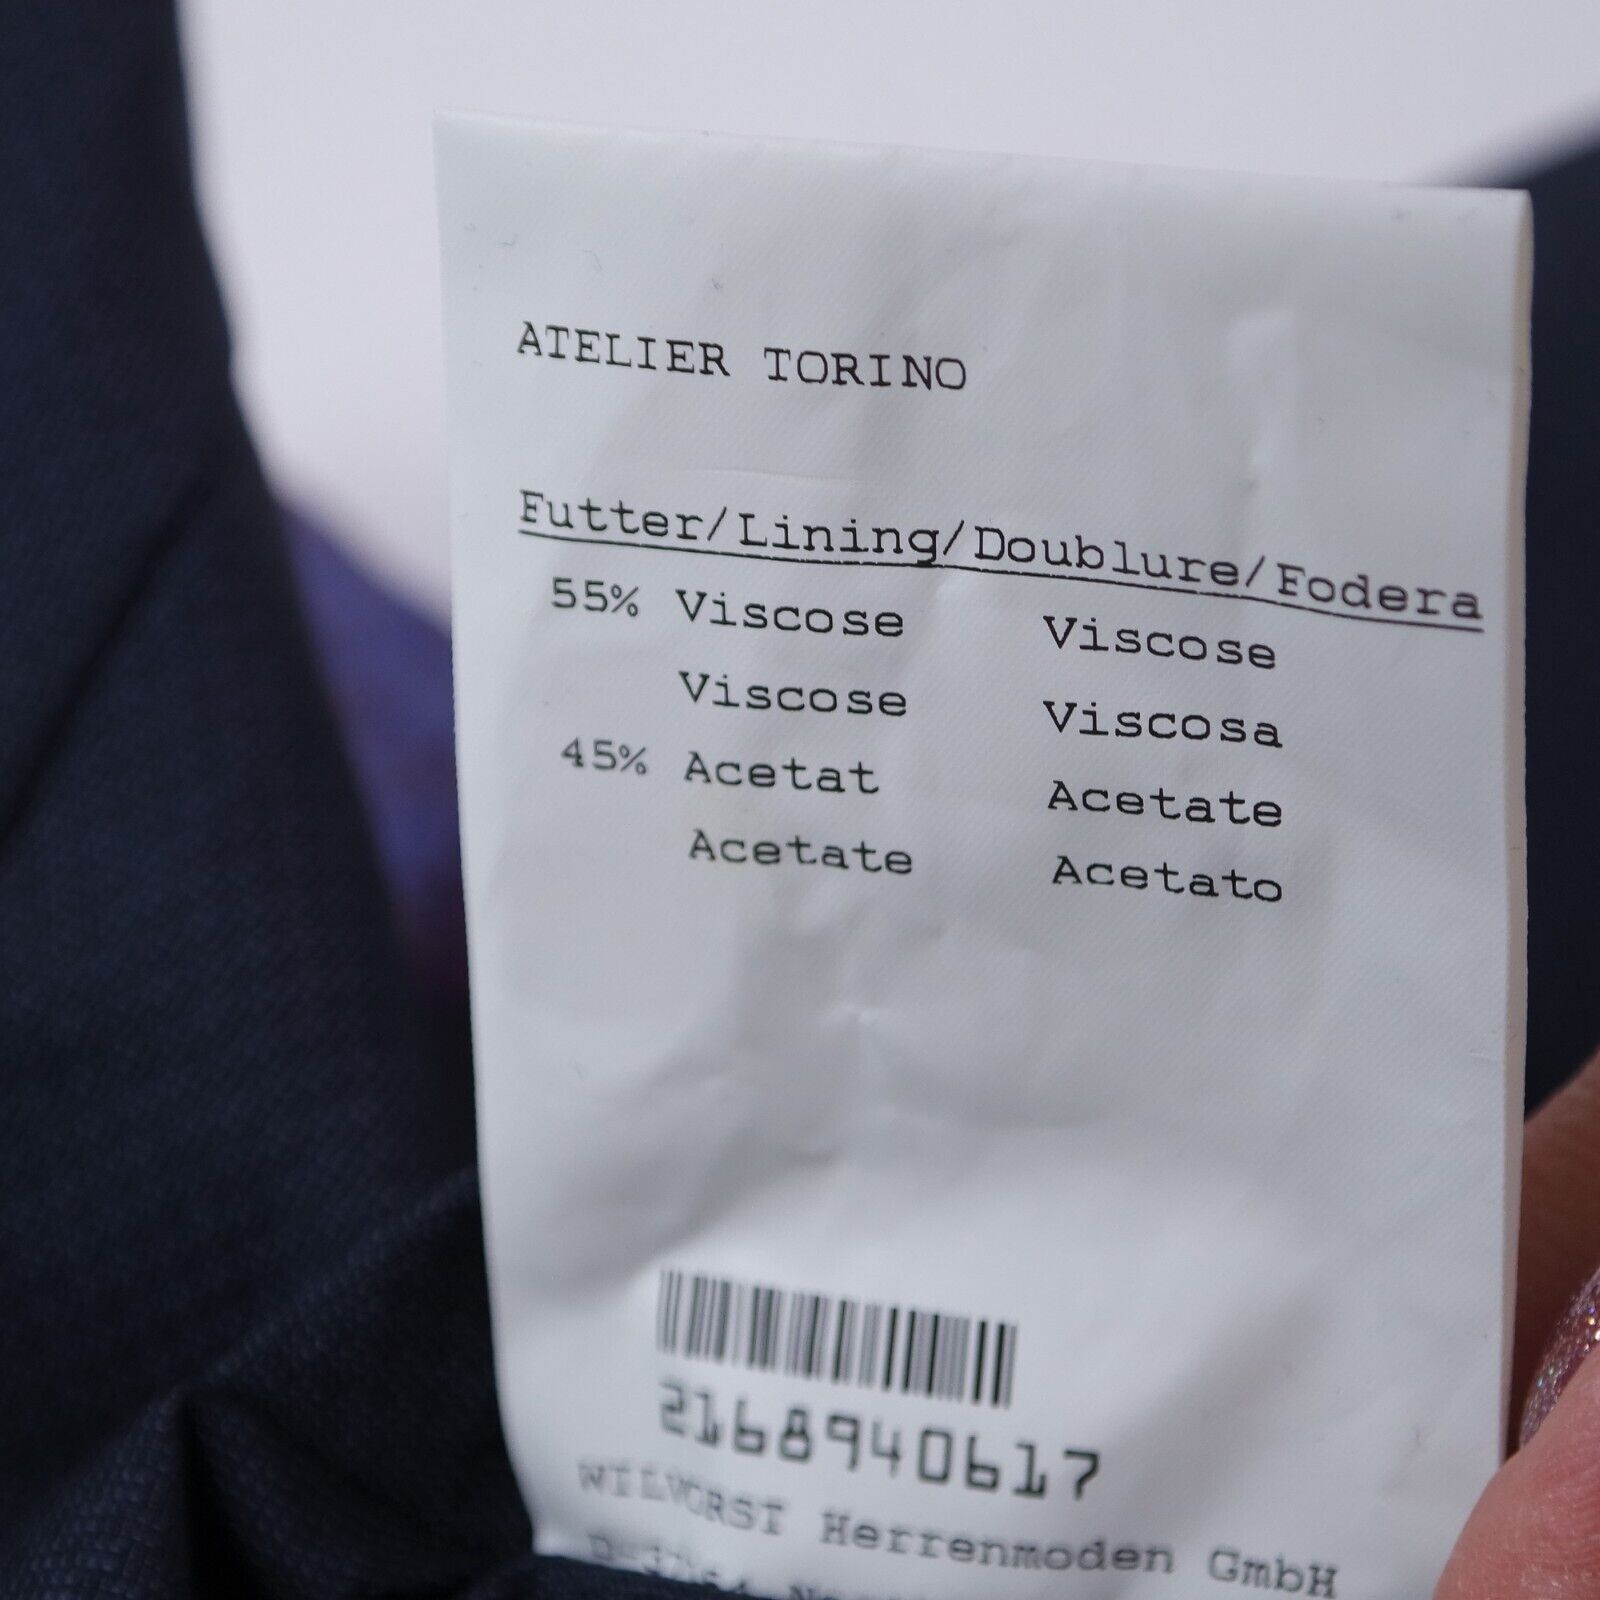 ATELIER TORINO
Futter/Lining/Doublure/Fodera
55% Viscose Viscose
Viscose Viscosa
45% Acetat Acetate
Acetate Acetato
2168940617
WILVORST Herrenmoden GmbH